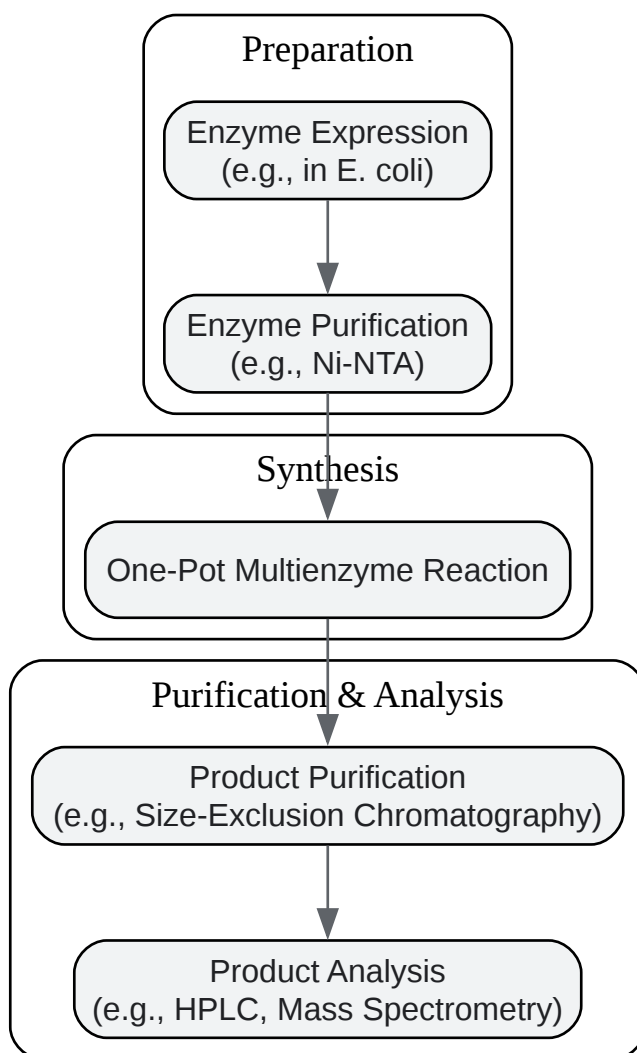 Preparation
Enzyme Expression
(e.g., in E. coli)
Enzyme Purification
(e.g., Ni-NTA)
Synthesis
One-Pot Multienzyme Reaction
Purification & Analysis
Product Purification
(e.g., Size-Exclusion Chromatography)
Product Analysis
(e.g., HPLC, Mass Spectrometry)